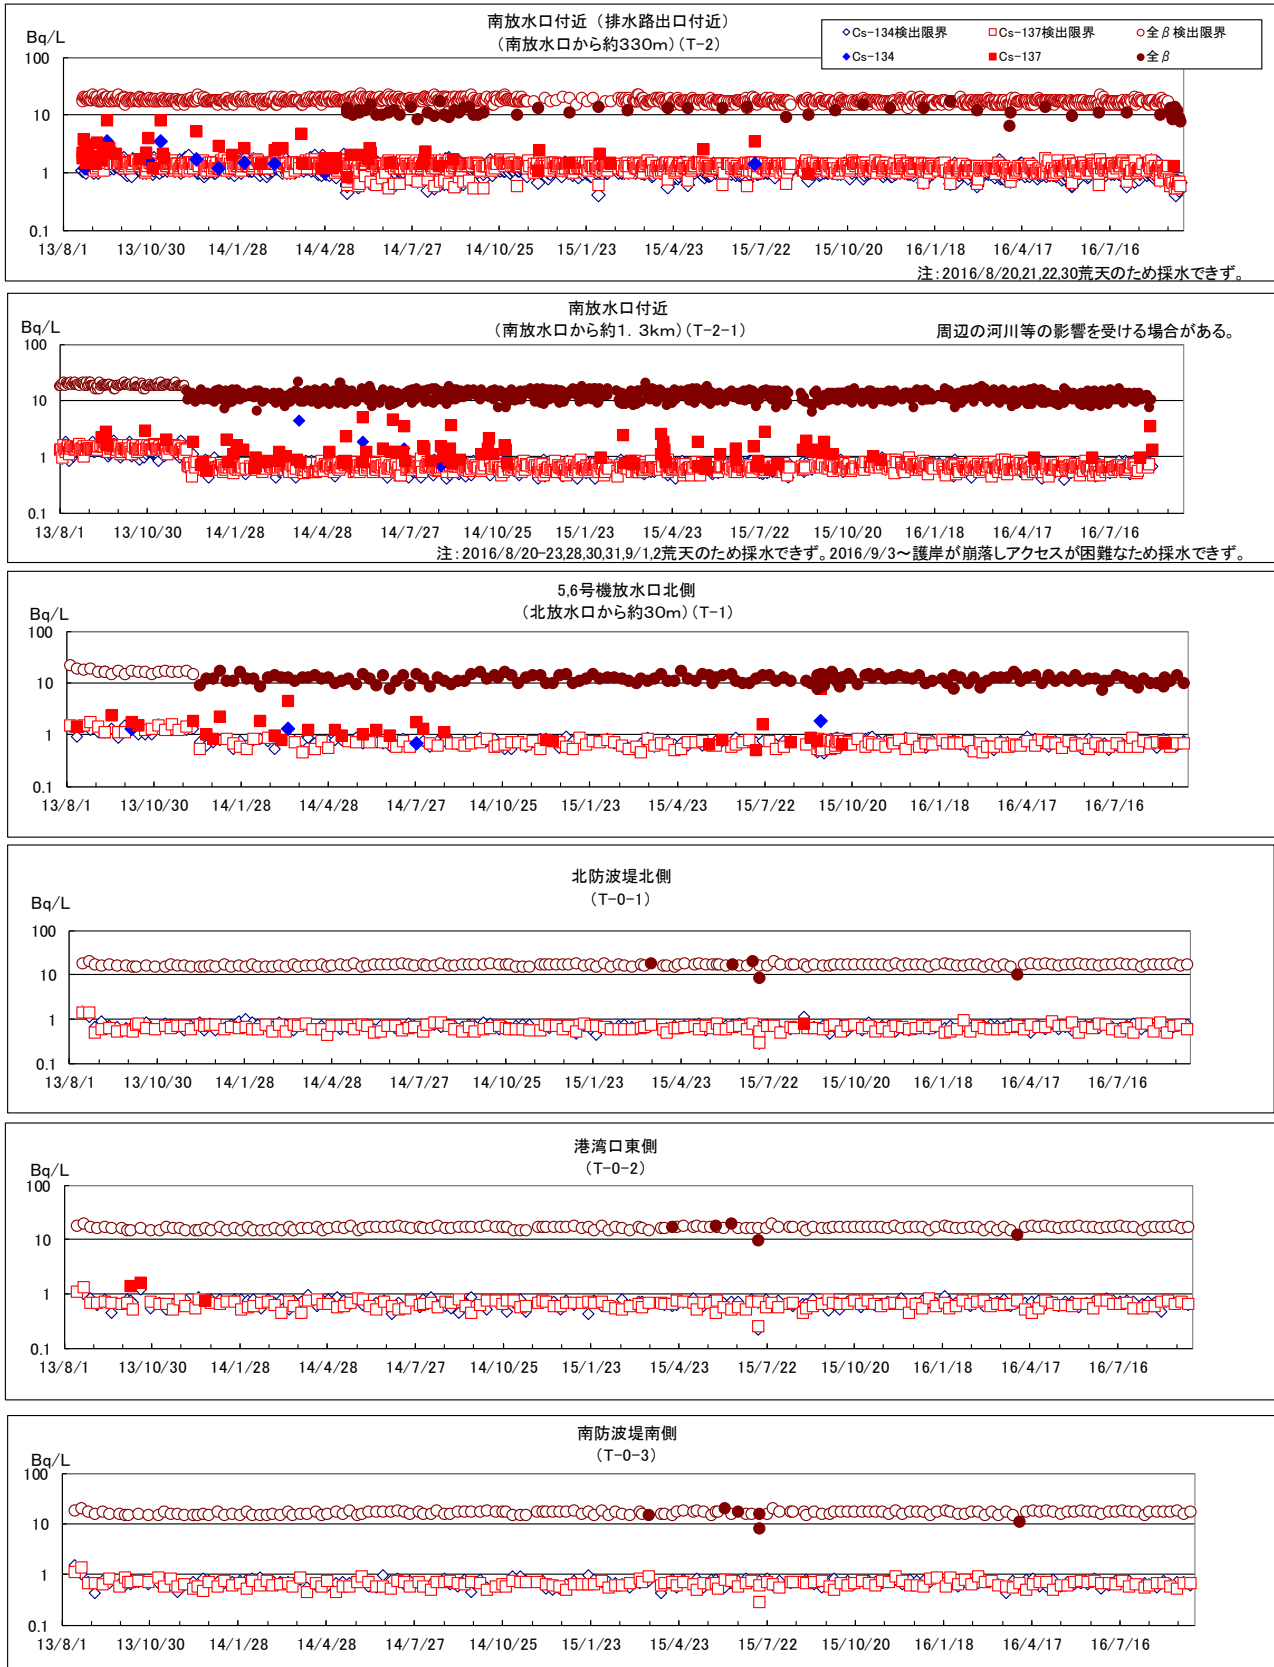 南放水口付近（排水路出口付近）
（南放水口から約330m）（T-2）
Bq/L
◇Cs-134検出限界 □Cs-137検出限界 ○全β検出限界
◆Cs-134 ■Cs-137 ●全β
100
10
1
0.1
13/8/1 13/10/30 14/1/28 14/4/28 14/7/27 14/10/25 15/1/23 15/4/23 15/7/22 15/10/20 16/1/18 16/4/17 16/7/16
注：2016/8/20,21,22,30荒天のため採水できず。
南放水口付近
（南放水口から約1．3km）（T-2-1）
周辺の河川等の影響を受ける場合がある。
Bq/L
100
10
1
0.1
13/8/1 13/10/30 14/1/28 14/4/28 14/7/27 14/10/25 15/1/23 15/4/23 15/7/22 15/10/20 16/1/18 16/4/17 16/7/16
注：2016/8/20-23,28,30,31,9/1,2荒天のため採水できず。2016/9/3～護岸が崩落しアクセスが困難なため採水できず。
5,6号機放水口北側
（北放水口から約30m）（T-1）
Bq/L
100
10
1
0.1
13/8/1 13/10/30 14/1/28 14/4/28 14/7/27 14/10/25 15/1/23 15/4/23 15/7/22 15/10/20 16/1/18 16/4/17 16/7/16
北防波堤北側
（T-0-1）
Bq/L
100
10
1
0.1
13/8/1 13/10/30 14/1/28 14/4/28 14/7/27 14/10/25 15/1/23 15/4/23 15/7/22 15/10/20 16/1/18 16/4/17 16/7/16
港湾口東側
（T-0-2）
Bq/L
100
10
1
0.1
13/8/1 13/10/30 14/1/28 14/4/28 14/7/27 14/10/25 15/1/23 15/4/23 15/7/22 15/10/20 16/1/18 16/4/17 16/7/16
南防波堤南側
（T-0-3）
Bq/L
100
10
1
0.1
13/8/1 13/10/30 14/1/28 14/4/28 14/7/27 14/10/25 15/1/23 15/4/23 15/7/22 15/10/20 16/1/18 16/4/17 16/7/16